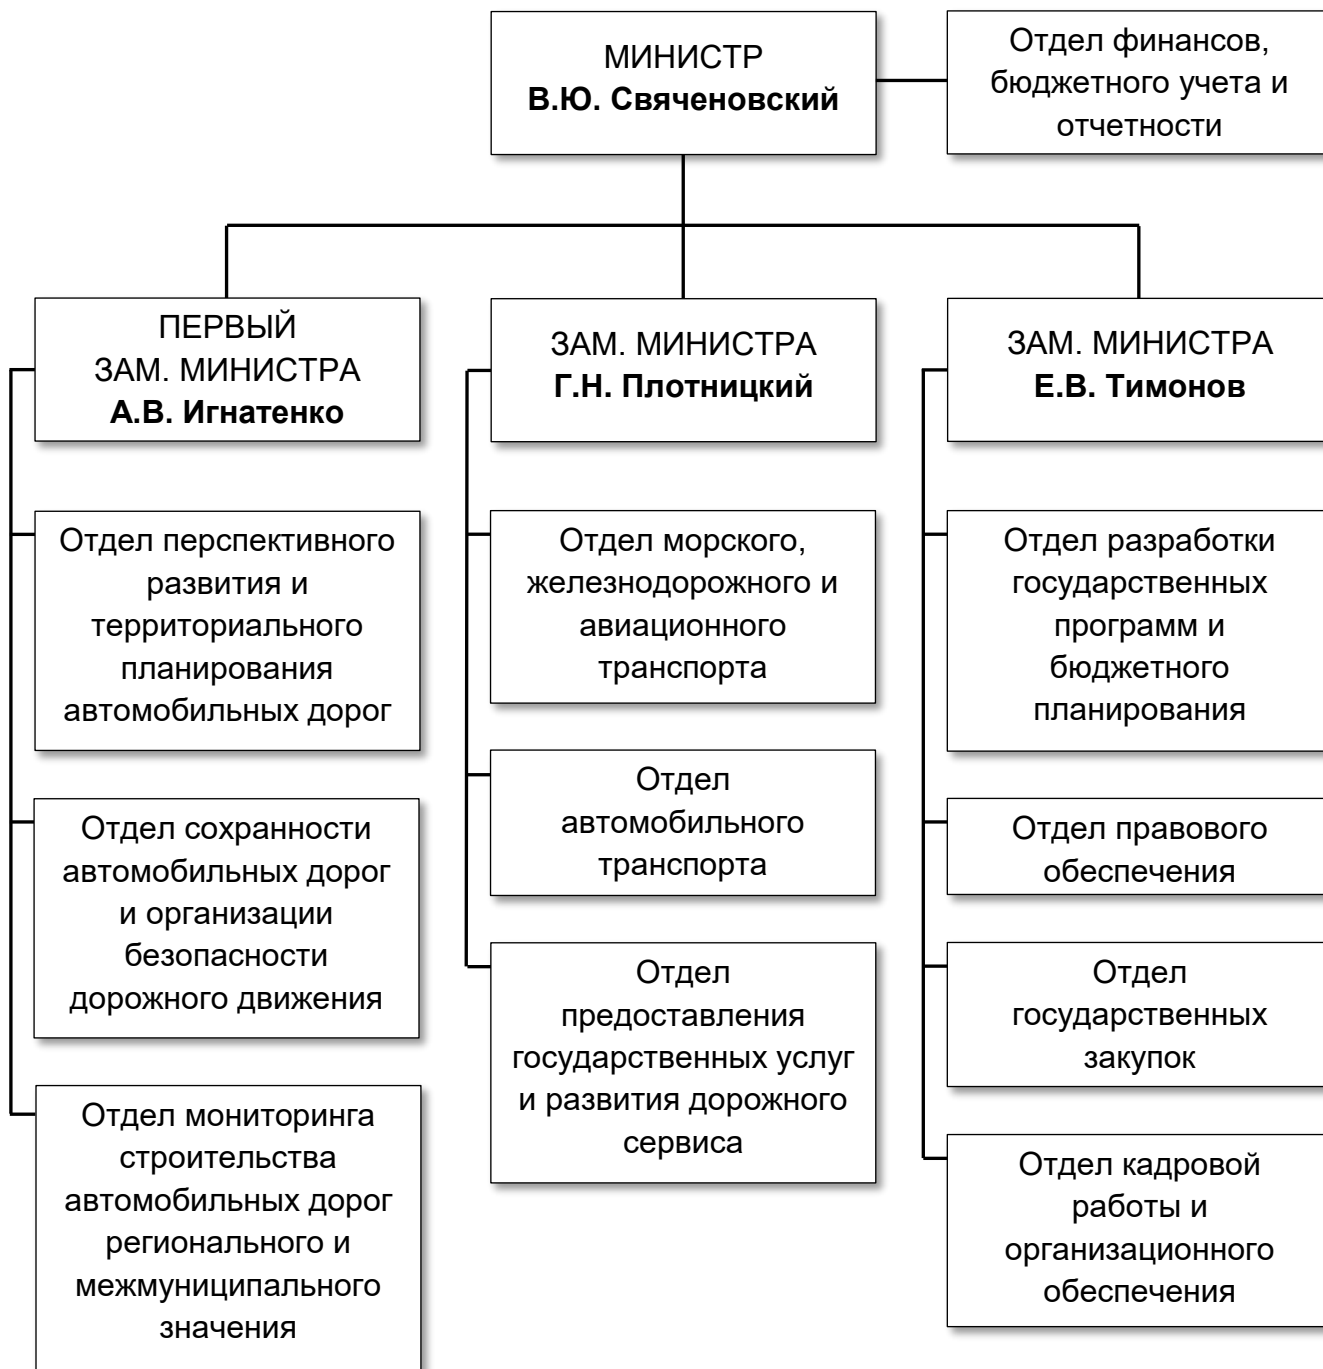 МИНИСТР
В.Ю. Свяченовский
Отдел финансов,
бюджетного учета и
отчетности
ПЕРВЫЙ
ЗАМ. МИНИСТРА
А.В. Игнатенко
ЗАМ. МИНИСТРА
Г.Н. Плотницкий
ЗАМ. МИНИСТРА
Е.В. Тимонов
Отдел перспективного
развития и
территориального
планирования
автомобильных дорог
Отдел сохранности
автомобильных дорог
и организации
безопасности
дорожного движения
Отдел мониторинга
строительства
автомобильных дорог
регионального и
межмуниципального
значения
Отдел морского,
железнодорожного и
авиационного
транспорта
Отдел
автомобильного
транспорта
Отдел
предоставления
государственных услуг
и развития дорожного
сервиса
Отдел разработки
государственных
программ и
бюджетного
планирования
Отдел правового
обеспечения
Отдел
государственных
закупок
Отдел кадровой
работы и
организационного
обеспечения